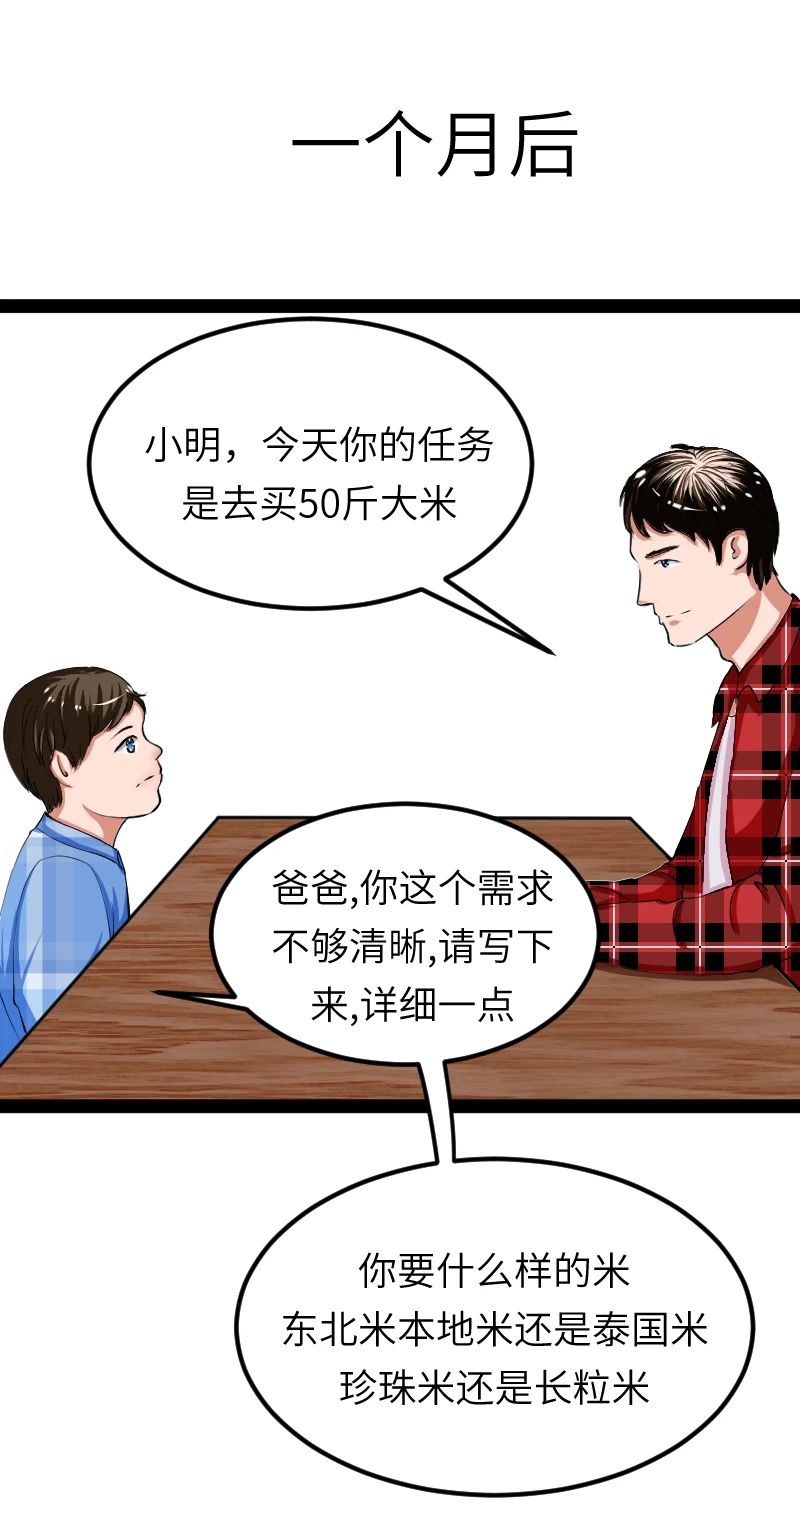 一个月后
小明，今天你的任务
是去买50斤大米
爸爸,你这个需求
不够清晰,请写下
来,详细一点
你要什么样的米
东北米本地米还是泰国米
珍珠米还是长粒米